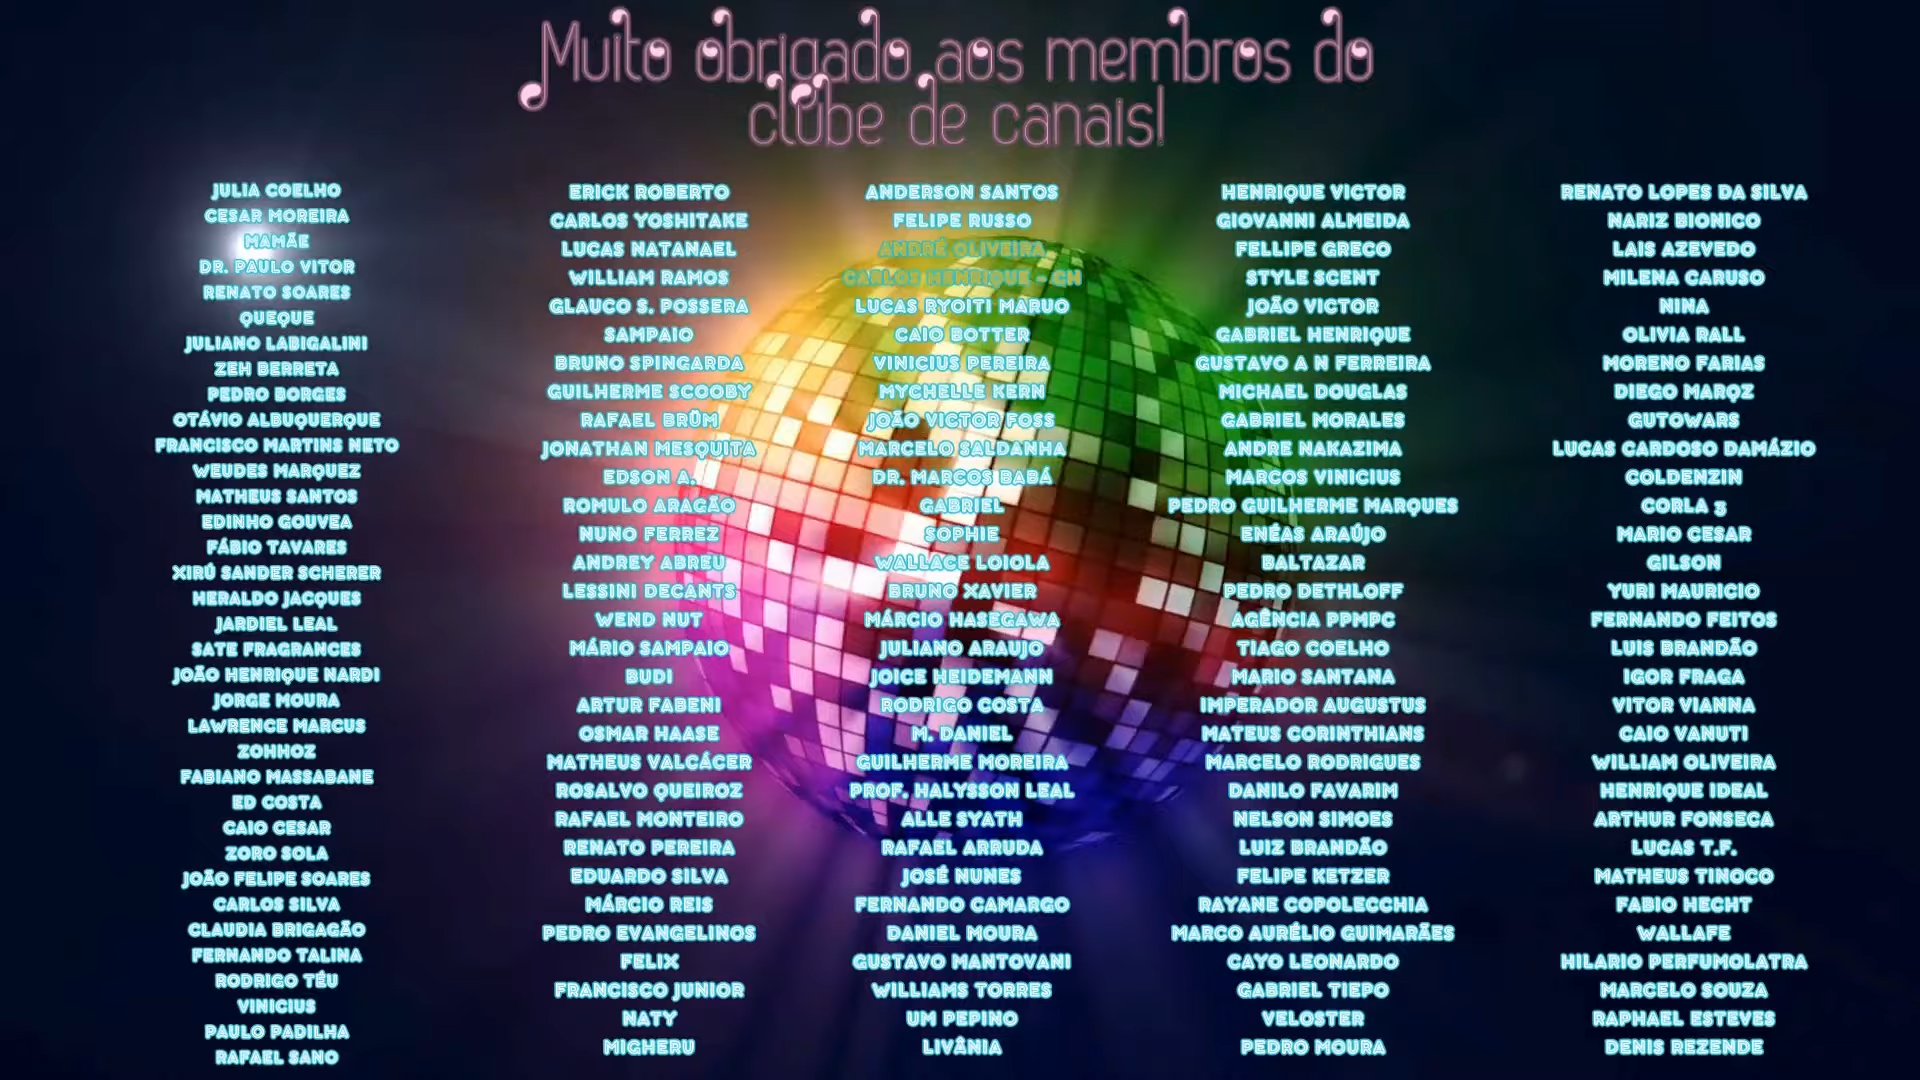 Muito obrigado aos membros do
clube de canais!
JULIA COELHO
CESAR MOREIRA
MAMÃE
DR. PAULO VITOR
RENATO SOARES
QUEQUE
JULIANO LABIGALINI
ZEH BERRETA
PEDRO BORGES
OTÁVIO ALBUQUERQUE
FRANCISCO MARTINS NETO
WEUDES MARQUEZ
MATHEUS SANTOS
EDINHO GOUVEA
FÁBIO TAVARES
XIRÚ SANDER SCHERER
HERALDO JACQUES
JARDIEL LEAL
SATE FRAGRANCES
JOÃO HENRIQUE NARDI
JORGE MOURA
LAWRENCE MARCUS
ZOHHOZ
FABIANO MASSABANE
ED COSTA
CAIO CESAR
ZORO SOLA
JOÃO FELIPE SOARES
CARLOS SILVA
CLAUDIA BRIGAGÃO
FERNANDO TALINA
RODRIGO TÉU
VINICIUS
PAULO PADILHA
RAFAEL SANO
ERICK ROBERTO
CARLOS YOSHITAKE
LUCAS NATANAEL
WILLIAM RAMOS
GLAUCO S. POSSERA
SAMPAIO
BRUNO SPINGARDA
GUILHERME SCOOBY
RAFAEL BRÜM
JONATHAN MESQUITA
EDSON A.
ROMULO ARAGÃO
NUNO FERREZ
ANDREY ABREU
LESSINI DECANTS
WEND NUT
MÁRIO SAMPAIO
BUDI
ARTUR FABENI
OSMAR HAASE
MATHEUS VALCÁCER
ROSALVO QUEIROZ
RAFAEL MONTEIRO
RENATO PEREIRA
EDUARDO SILVA
MÁRCIO REIS
PEDRO EVANGELINOS
FELIX
FRANCISCO JUNIOR
NATY
MIGHERU
ANDERSON SANTOS
FELIPE RUSSO
ANDRÉ OLIVEIRA
CARLOS HENRIQUE - CH
LUCAS RYOITI MARUO
CAIO BOTTER
VINICIUS PEREIRA
MYCHELLE KERN
JOÃO VICTOR FOSS
MARCELO SALDANHA
DR. MARCOS BABÁ
GABRIEL
SOPHIE
WALLACE LOIOLA
BRUNO XAVIER
MÁRCIO HASEGAWA
JULIANO ARAUJO
JOICE HEIDEMANN
RODRIGO COSTA
M. DANIEL
GUILHERME MOREIRA
PROF. HALYSSON LEAL
ALLE SYATH
RAFAEL ARRUDA
JOSÉ NUNES
FERNANDO CAMARGO
DANIEL MOURA
GUSTAVO MANTOVANI
WILLIAMS TORRES
UM PEPINO
LIVÂNIA
HENRIQUE VICTOR
GIOVANNI ALMEIDA
FELLIPE GRECO
STYLE SCENT
JOÃO VICTOR
GABRIEL HENRIQUE
GUSTAVO A N FERREIRA
MICHAEL DOUGLAS
GABRIEL MORALES
ANDRE NAKAZIMA
MARCOS VINICIUS
PEDRO GUILHERME MARQUES
ENÉAS ARAÚJO
BALTAZAR
PEDRO DETHLOFF
AGÊNCIA PPMPC
TIAGO COELHO
MARIO SANTANA
IMPERADOR AUGUSTUS
MATEUS CORINTHIANS
MARCELO RODRIGUES
DANILO FAVARIM
NELSON SIMOES
LUIZ BRANDÃO
FELIPE KETZER
RAYANE COPOLECCHIA
MARCO AURÉLIO GUIMARÃES
CAYO LEONARDO
GABRIEL TIEPO
VELOSTER
PEDRO MOURA
RENATO LOPES DA SILVA
NARIZ BIONICO
LAIS AZEVEDO
MILENA CARUSO
NINA
OLIVIA RALL
MORENO FARIAS
DIEGO MARQZ
GUTOWARS
LUCAS CARDOSO DAMÁZIO
COLDENZIN
CORLA 3
MARIO CESAR
GILSON
YURI MAURICIO
FERNANDO FEITOS
LUIS BRANDÃO
IGOR FRAGA
VITOR VIANNA
CAIO VANUTI
WILLIAM OLIVEIRA
HENRIQUE IDEAL
ARTHUR FONSECA
LUCAS T.F.
MATHEUS TINOCO
FABIO HECHT
WALLAFE
HILARIO PERFUMOLATRA
MARCELO SOUZA
RAPHAEL ESTEVES
DENIS REZENDE